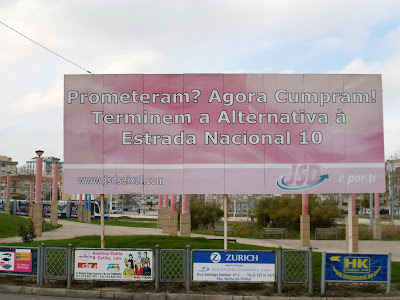 Prometeram? Agora Cumpram!
Terminem a Alternativa à
Estrada Nacional 10
www.jsdseixal.com
JSD é por ti
ZURICH
HK